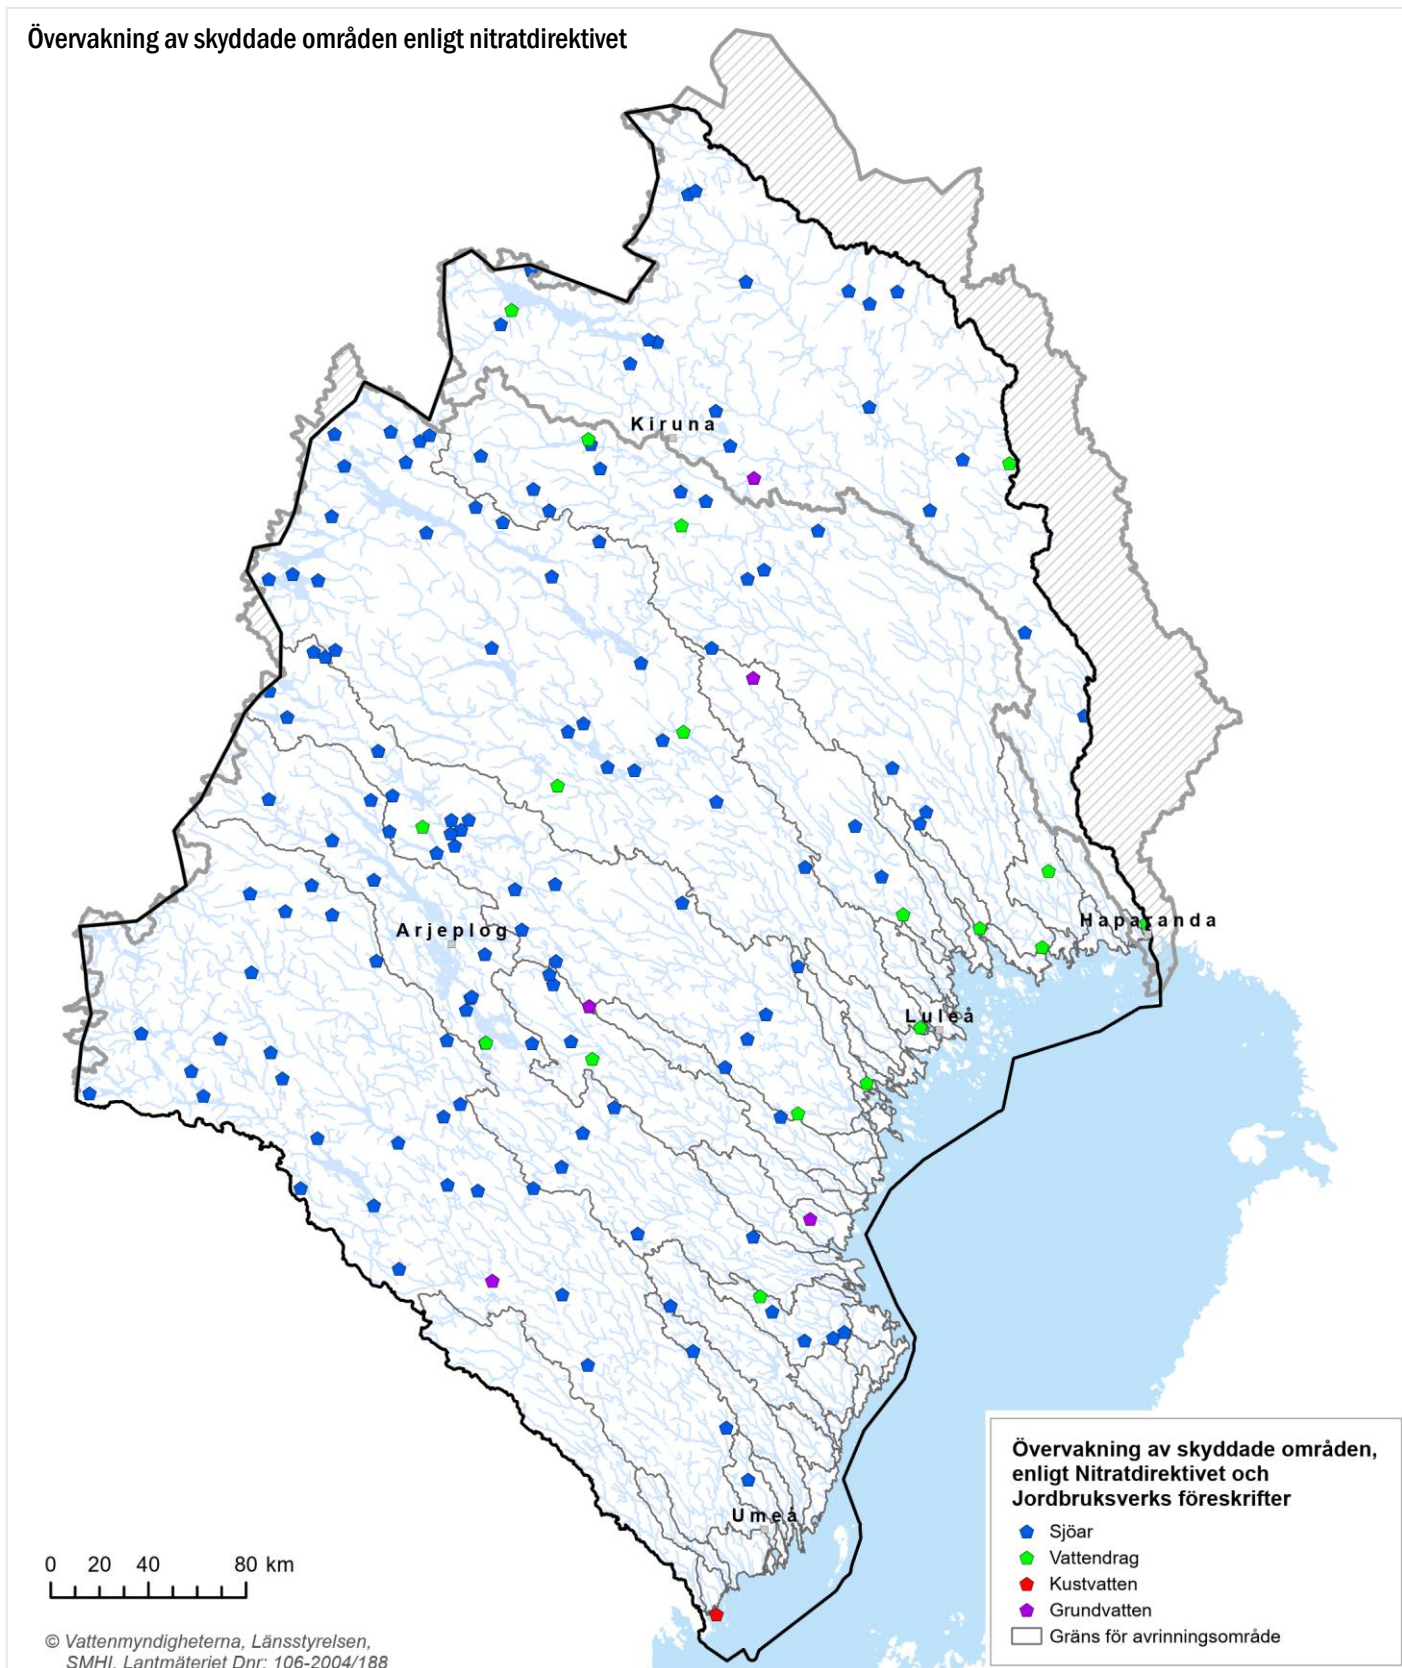 Övervakning av skyddade områden enligt nitratdirektivet
Kiruna
Haparanda
Arjeplog
Luleå
Umeå
Övervakning av skyddade områden,
enligt Nitratdirektivet och
Jordbruksverks föreskrifter
Sjöar
Vattendrag
Kustvatten
Grundvatten
Gräns för avrinningsområde
0 20 40 80 km
© Vattenmyndigheterna, Länsstyrelsen,
SMHI, Lantmäteriet Dnr: 106-2004/188